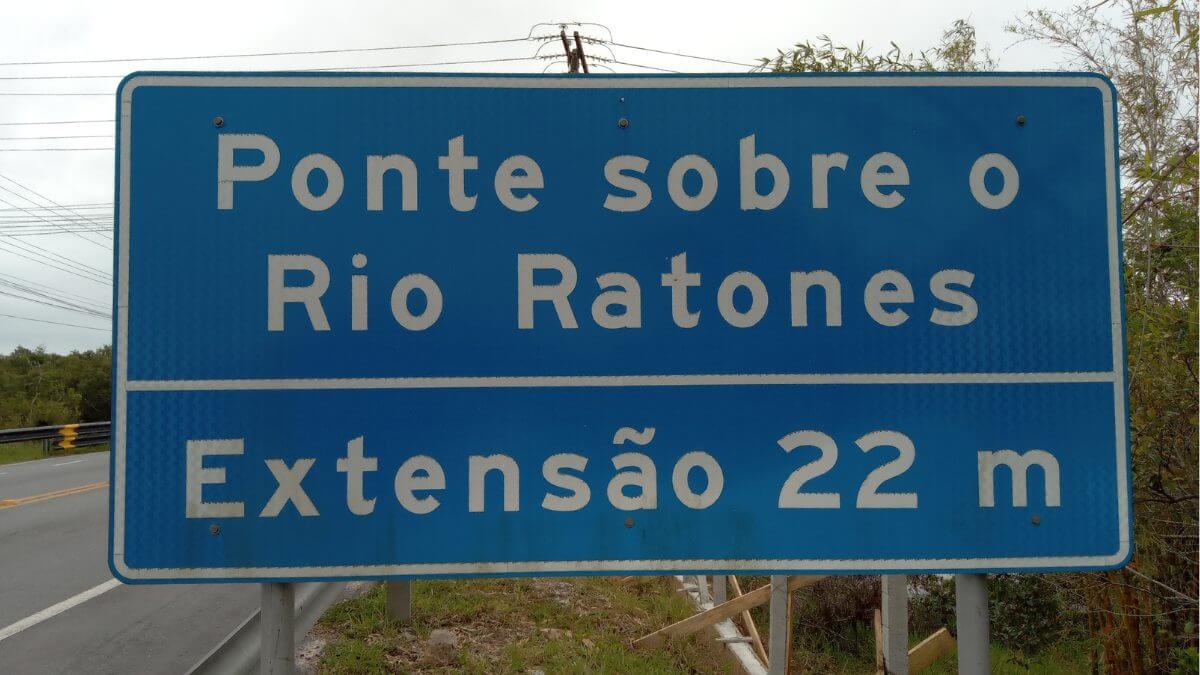 Ponte sobre o
Rio Ratones
Extensão 22 m